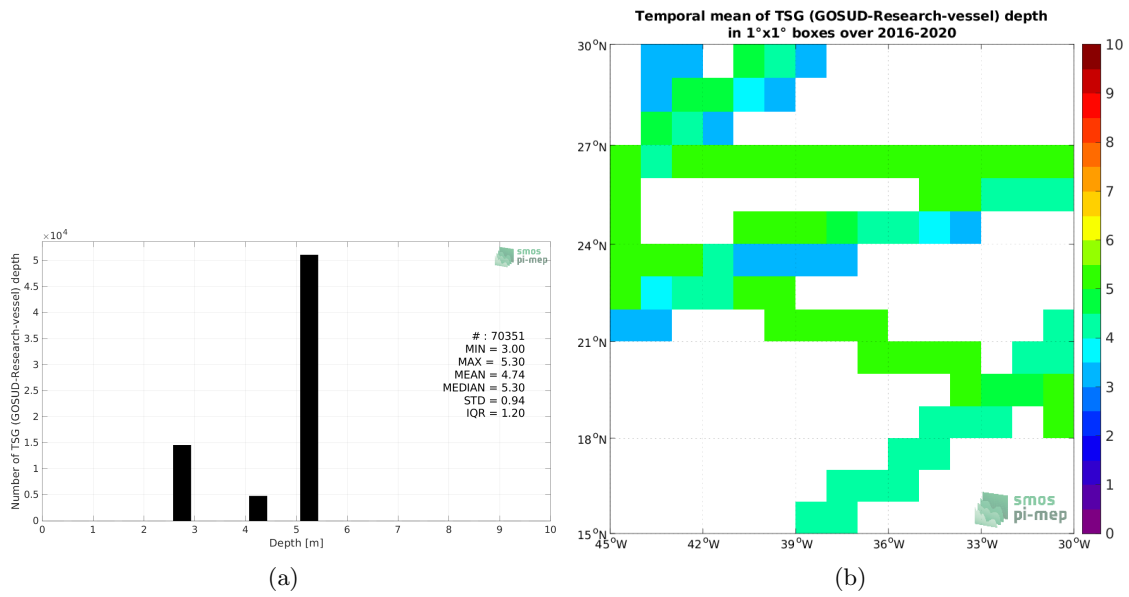 ×10⁴
5
4.5
4
3.5
3
2.5
2
1.5
1
0.5
0
Number of TSG (GOSUD-Research-vessel) depth
smos
pi-mep
# : 70351
MIN = 3.00
MAX = 5.30
MEAN = 4.74
MEDIAN = 5.30
STD = 0.94
IQR = 1.20
0 1 2 3 4 5 6 7 8 9 10
Depth [m]
(a)
Temporal mean of TSG (GOSUD-Research-vessel) depth
in 1°x1° boxes over 2016-2020
30°N
27°N
24°N
21°N
18°N
15°N
45°W 42°W 39°W 36°W 33°W 30°W
smos
pi-mep
10
9
8
7
6
5
4
3
2
1
0
(b)